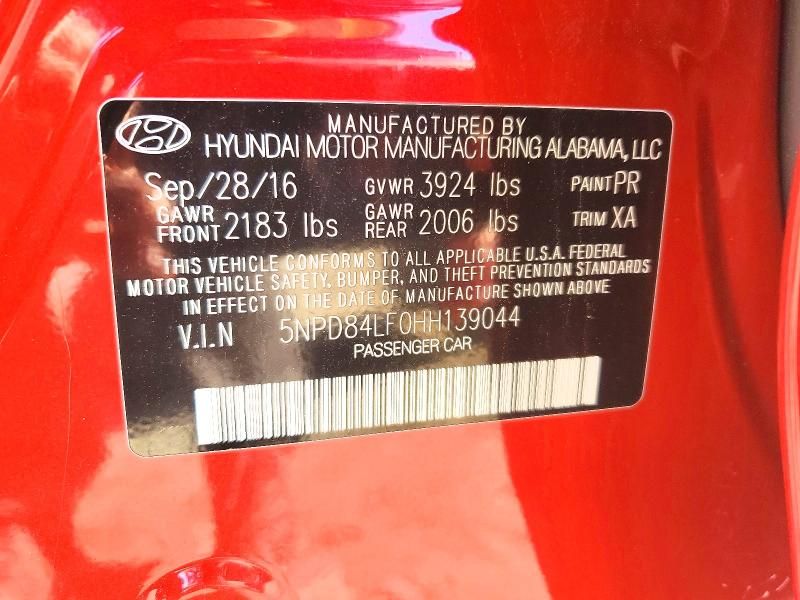 MANUFACTURED BY
HYUNDAI MOTOR MANUFACTURING ALABAMA, LLC
Sep/28/16 GVWR 3924 lbs PAINT PR
GAWR FRONT 2183 lbs GAWR REAR 2006 lbs TRIM XA
THIS VEHICLE CONFORMS TO ALL APPLICABLE U.S.A. FEDERAL
MOTOR VEHICLE SAFETY, BUMPER, AND THEFT PREVENTION STANDARDS
IN EFFECT ON THE DATE OF MANUFACTURE SHOWN ABOVE
V.I.N 5NPD84LF0HH139044
PASSENGER CAR